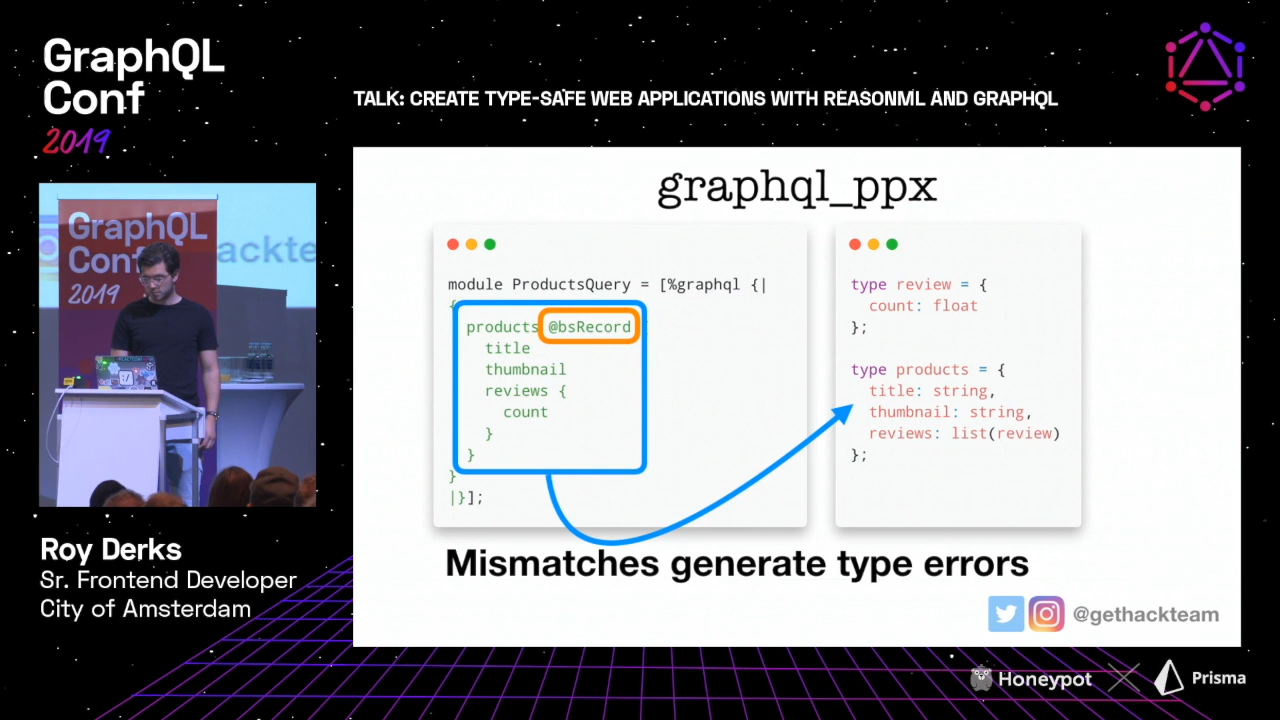 GraphQL
Conf
2019
TALK: CREATE TYPE-SAFE WEB APPLICATIONS WITH REASONML AND GRAPHQL
GraphQL
Conf
2019
hackte
Roy Derks
Sr. Frontend Developer
City of Amsterdam
graphql_ppx
module ProductsQuery = [%graphql {|
{
products @bsRecord {
title
thumbnail
reviews {
count
}
}
}
|}];
type review = {
count: float
};
type products = {
title: string,
thumbnail: string,
reviews: list(review)
};
Mismatches generate type errors
@gethackteam
Honeypot
Prisma